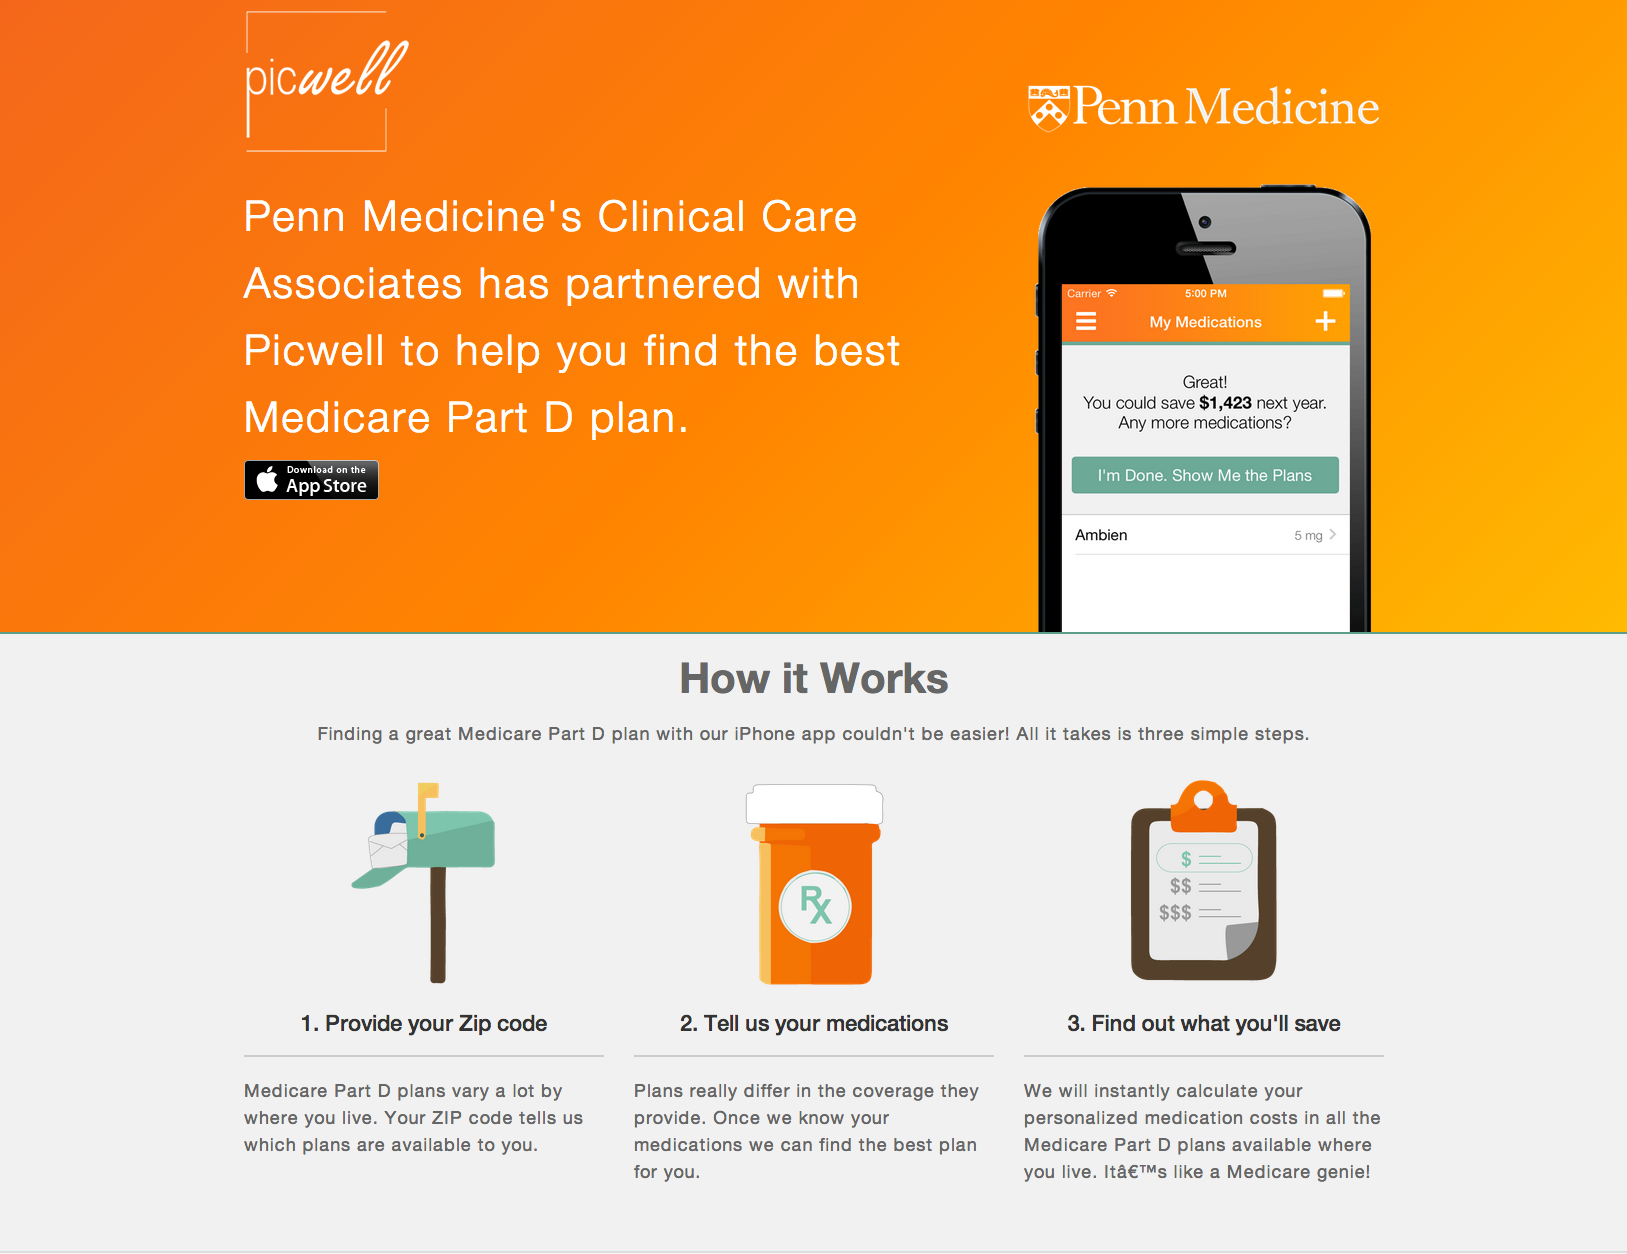 picwell
Penn Medicine
Penn Medicine's Clinical Care
Associates has partnered with
Picwell to help you find the best
Medicare Part D plan.
Download on the
App Store
Carrier
5:00 PM
My Medications
Great!
You could save $1,423 next year.
Any more medications?
I'm Done. Show Me the Plans
Ambien 5 mg
How it Works
Finding a great Medicare Part D plan with our iPhone app couldn't be easier! All it takes is three simple steps.
Rx
$
$$
$$$
1. Provide your Zip code
Medicare Part D plans vary a lot by
where you live. Your ZIP code tells us
which plans are available to you.
2. Tell us your medications
Plans really differ in the coverage they
provide. Once we know your
medications we can find the best plan
for you.
3. Find out what you'll save
We will instantly calculate your
personalized medication costs in all the
Medicare Part D plans available where
you live. Itâ€™s like a Medicare genie!